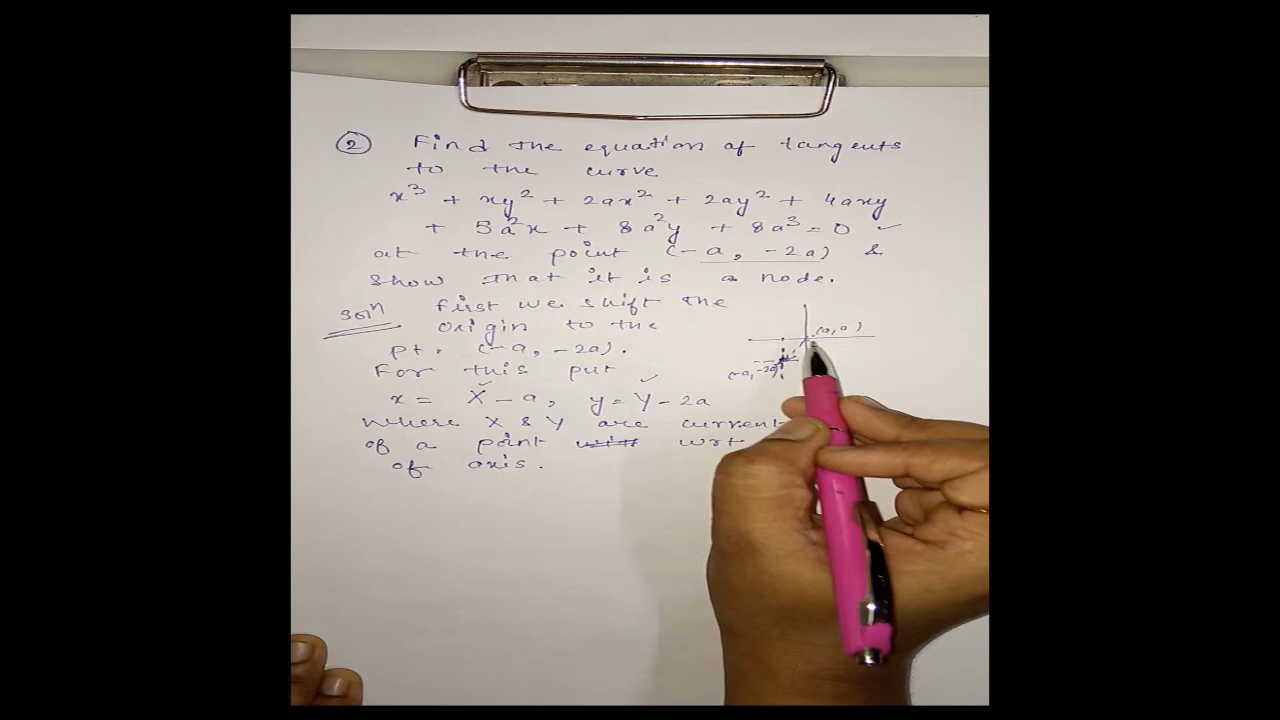 ② Find the equation of tangents
to the curve
x³ + xy² + 2ax² + 2ay² + 4axy
+ 5a²x + 8a²y + 8a³ = 0 ✓
at the point (-a, -2a) &
show that it is a node.
Solⁿ First we shift the
origin to the
pt. (-a, -2a).
(0, 0)
(-a, -2a)
For this put
x = X - a, y = Y - 2a
where X & Y are current
of a point wrt
of axis.